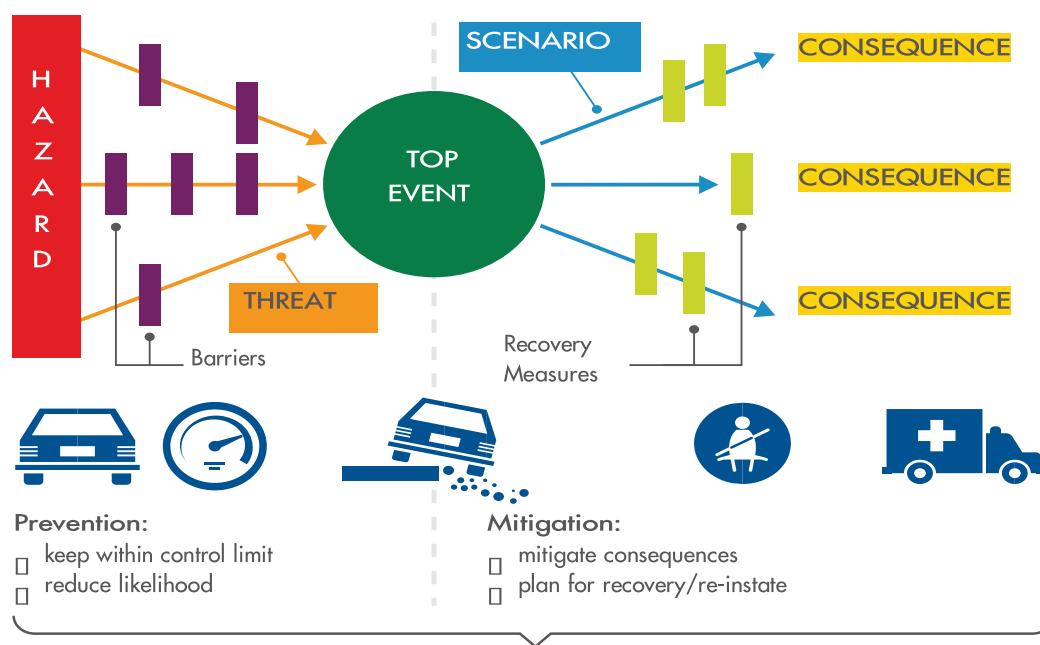 HAZARD
SCENARIO
CONSEQUENCE
TOP
EVENT
CONSEQUENCE
THREAT
CONSEQUENCE
Barriers
Recovery
Measures
Prevention:
keep within control limit
reduce likelihood
Mitigation:
mitigate consequences
plan for recovery/re-instate